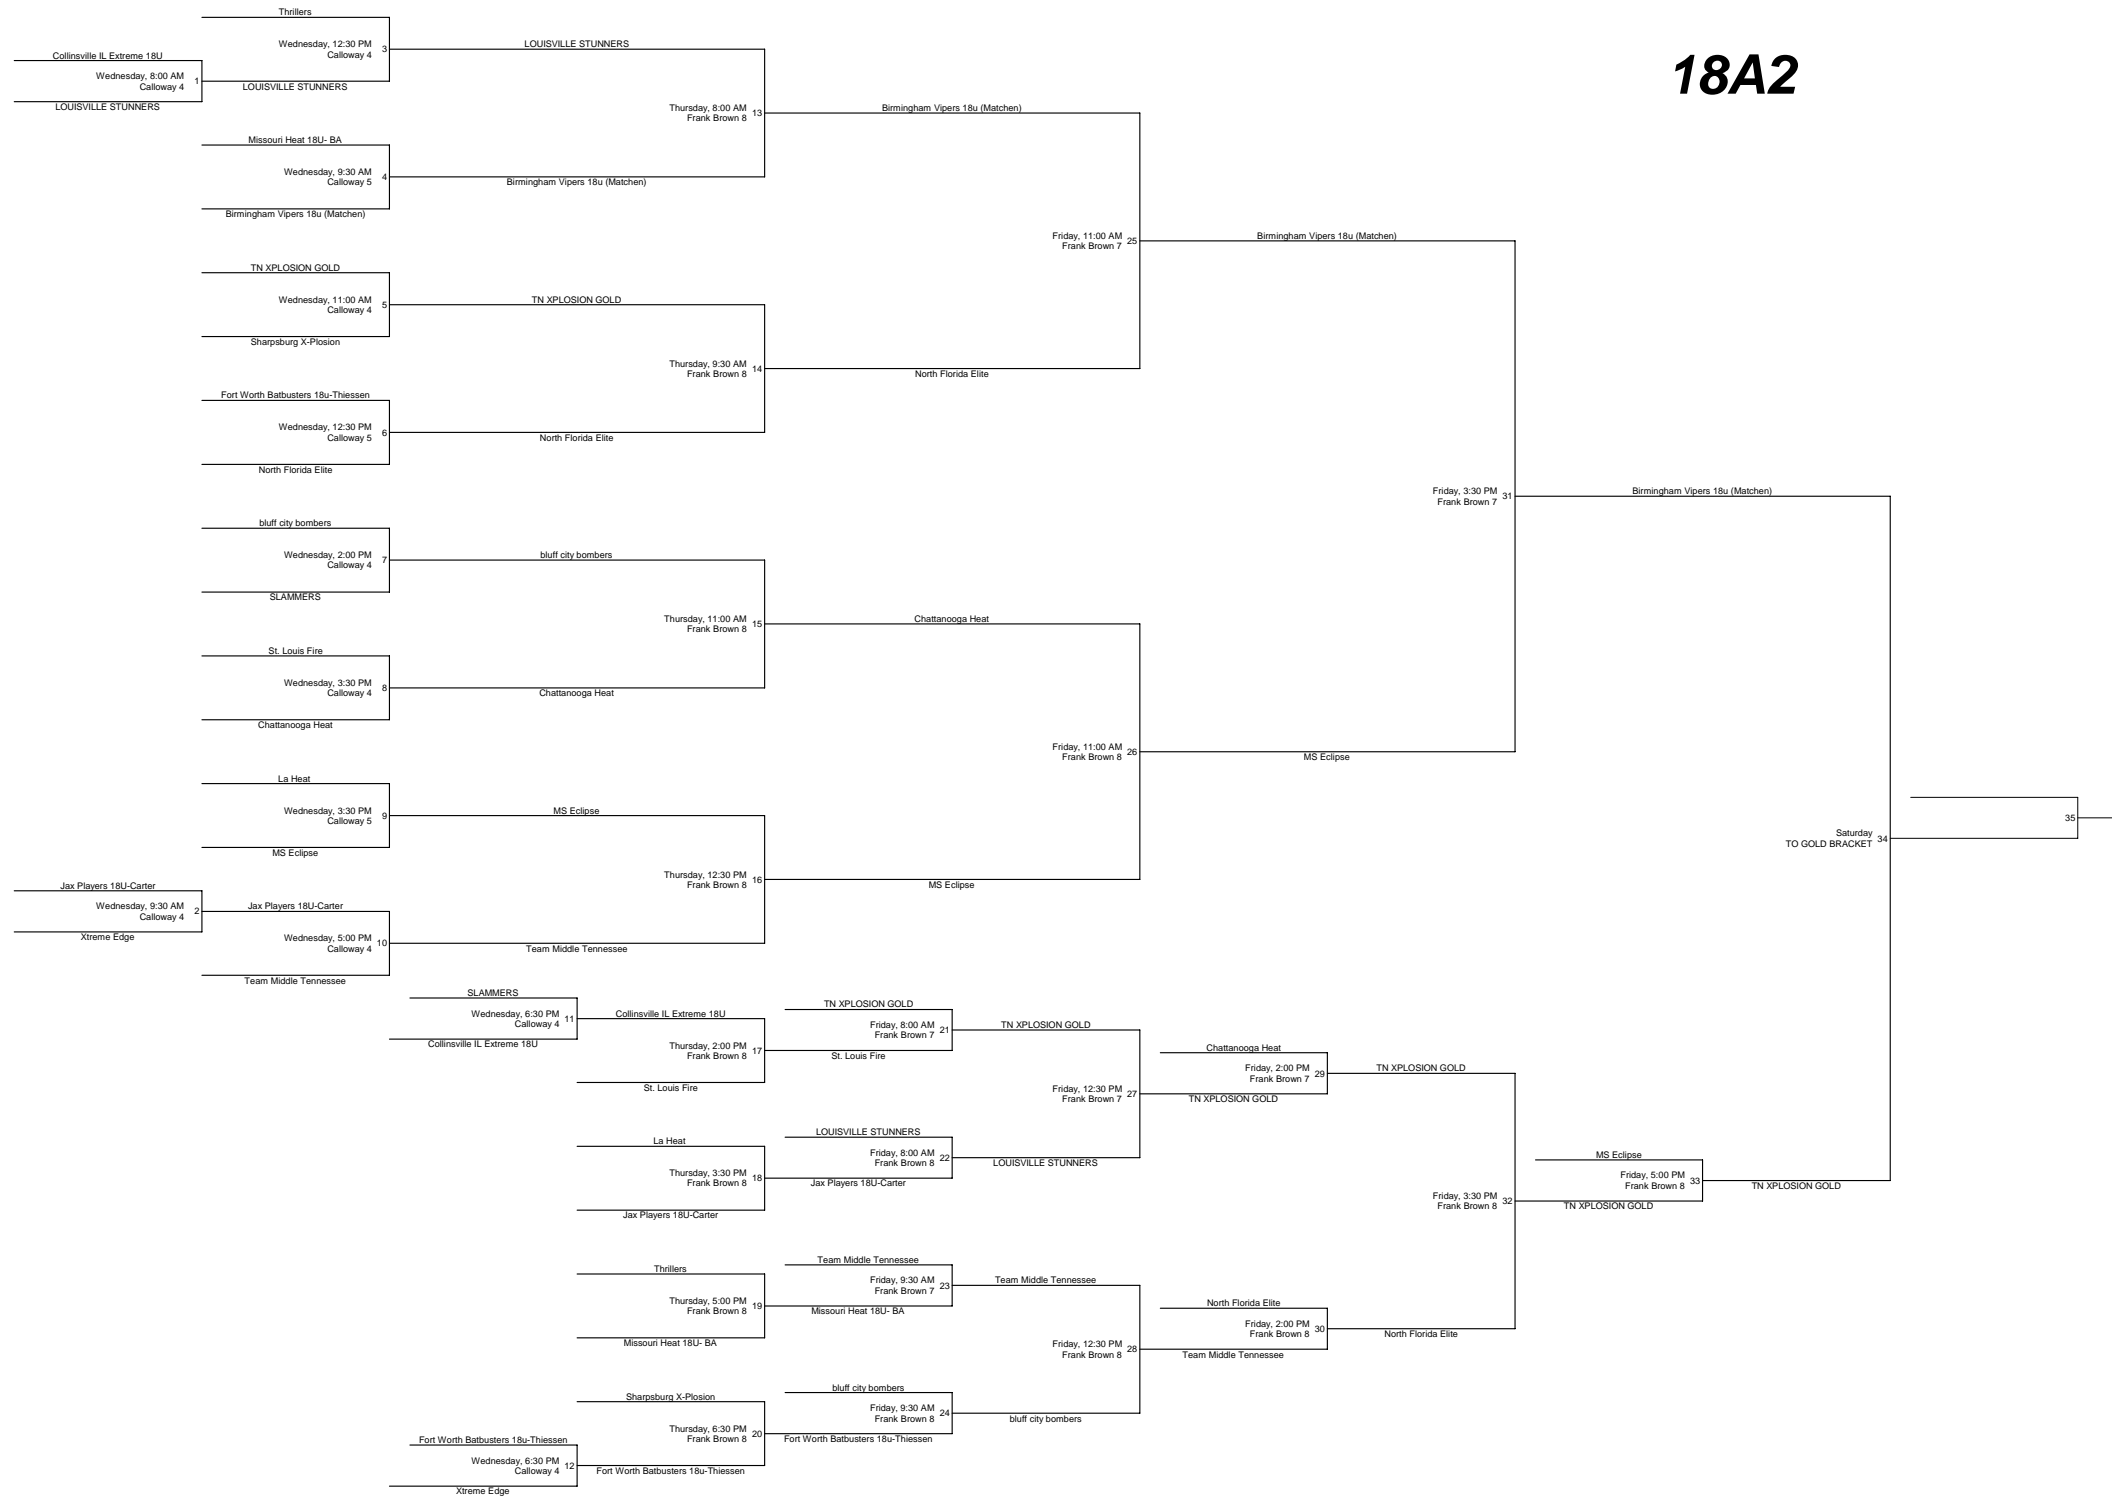 18A2
Thrillers
Wednesday, 12:30 PM
Calloway 4
3
LOUISVILLE STUNNERS
Collinsville IL Extreme 18U
Wednesday, 8:00 AM
Calloway 4
1
LOUISVILLE STUNNERS
LOUISVILLE STUNNERS
Thursday, 8:00 AM
Frank Brown 8
13
Birmingham Vipers 18u (Matchen)
Missouri Heat 18U- BA
Wednesday, 9:30 AM
Calloway 5
4
Birmingham Vipers 18u (Matchen)
Birmingham Vipers 18u (Matchen)
Friday, 11:00 AM
Frank Brown 7
25
Birmingham Vipers 18u (Matchen)
TN XPLOSION GOLD
Wednesday, 11:00 AM
Calloway 4
5
TN XPLOSION GOLD
Sharpsburg X-Plosion
Thursday, 9:30 AM
Frank Brown 8
14
North Florida Elite
Fort Worth Batbusters 18u-Thiessen
Wednesday, 12:30 PM
Calloway 5
6
North Florida Elite
North Florida Elite
Friday, 3:30 PM
Frank Brown 7
31
Birmingham Vipers 18u (Matchen)
bluff city bombers
Wednesday, 2:00 PM
Calloway 4
7
bluff city bombers
SLAMMERS
Thursday, 11:00 AM
Frank Brown 8
15
Chattanooga Heat
St. Louis Fire
Wednesday, 3:30 PM
Calloway 4
8
Chattanooga Heat
Chattanooga Heat
Friday, 11:00 AM
Frank Brown 8
26
MS Eclipse
La Heat
Wednesday, 3:30 PM
Calloway 5
9
MS Eclipse
MS Eclipse
Thursday, 12:30 PM
Frank Brown 8
16
MS Eclipse
Jax Players 18U-Carter
Wednesday, 9:30 AM
Calloway 4
2
Xtreme Edge
Jax Players 18U-Carter
Wednesday, 5:00 PM
Calloway 4
10
Team Middle Tennessee
Team Middle Tennessee
Saturday
TO GOLD BRACKET
34
35
SLAMMERS
Wednesday, 6:30 PM
Calloway 4
11
Collinsville IL Extreme 18U
Collinsville IL Extreme 18U
Thursday, 2:00 PM
Frank Brown 8
17
St. Louis Fire
TN XPLOSION GOLD
Friday, 8:00 AM
Frank Brown 7
21
St. Louis Fire
TN XPLOSION GOLD
Friday, 12:30 PM
Frank Brown 7
27
TN XPLOSION GOLD
Chattanooga Heat
Friday, 2:00 PM
Frank Brown 7
29
TN XPLOSION GOLD
La Heat
Thursday, 3:30 PM
Frank Brown 8
18
Jax Players 18U-Carter
LOUISVILLE STUNNERS
Friday, 8:00 AM
Frank Brown 8
22
Jax Players 18U-Carter
LOUISVILLE STUNNERS
Friday, 3:30 PM
Frank Brown 8
32
TN XPLOSION GOLD
MS Eclipse
Friday, 5:00 PM
Frank Brown 8
33
TN XPLOSION GOLD
Thrillers
Thursday, 5:00 PM
Frank Brown 8
19
Missouri Heat 18U- BA
Team Middle Tennessee
Friday, 9:30 AM
Frank Brown 7
23
Missouri Heat 18U- BA
Team Middle Tennessee
Friday, 12:30 PM
Frank Brown 8
28
Team Middle Tennessee
North Florida Elite
Friday, 2:00 PM
Frank Brown 8
30
North Florida Elite
Sharpsburg X-Plosion
Thursday, 6:30 PM
Frank Brown 8
20
Fort Worth Batbusters 18u-Thiessen
bluff city bombers
Friday, 9:30 AM
Frank Brown 8
24
bluff city bombers
Fort Worth Batbusters 18u-Thiessen
Fort Worth Batbusters 18u-Thiessen
Wednesday, 6:30 PM
Calloway 4
12
Xtreme Edge